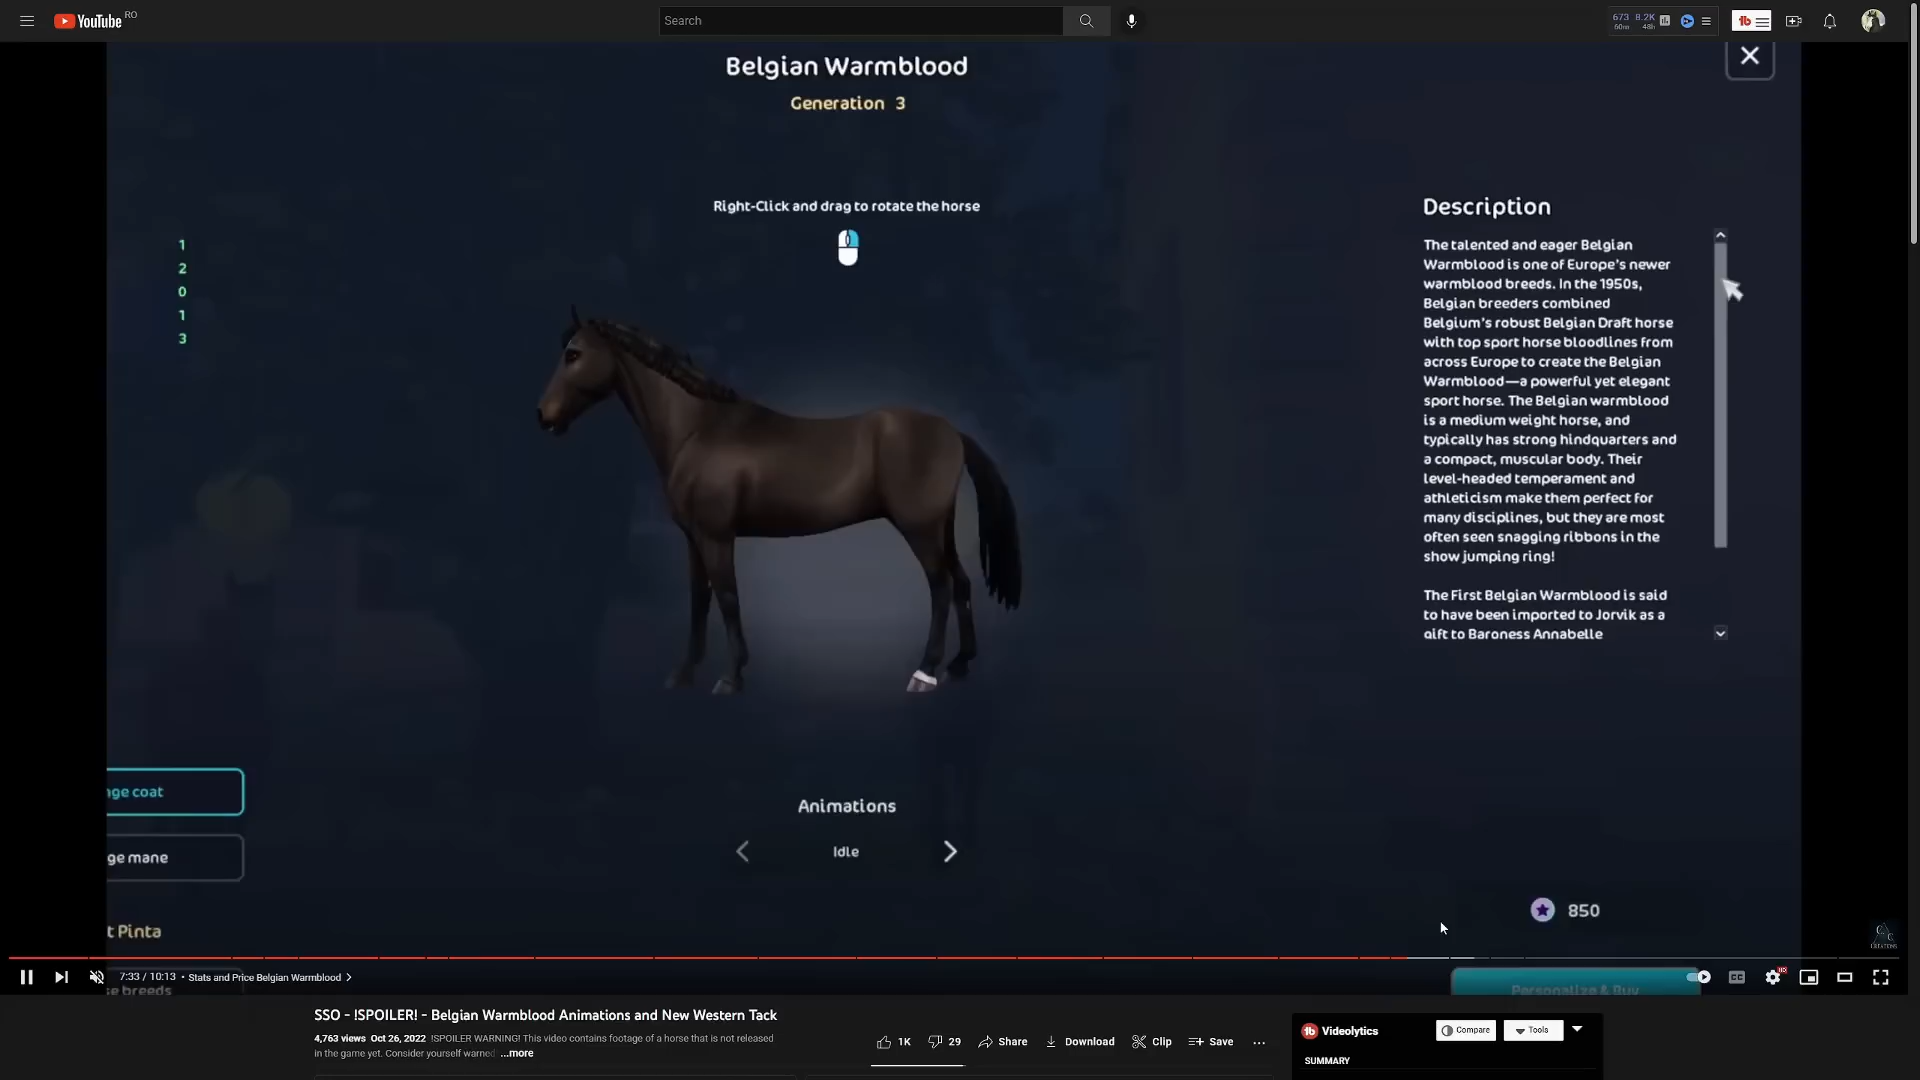 YouTube RO
Search
673 8.2K
60m 48h
Belgian Warmblood
Generation 3
Right-Click and drag to rotate the horse
1
2
0
1
3
Description
The talented and eager Belgian
Warmblood is one of Europe's newer
warmblood breeds. In the 1950s,
Belgian breeders combined
Belgium's robust Belgian Draft horse
with top sport horse bloodlines from
across Europe to create the Belgian
Warmblood—a powerful yet elegant
sport horse. The Belgian warmblood
is a medium weight horse, and
typically has strong hindquarters and
a compact, muscular body. Their
level-headed temperament and
athleticism make them perfect for
many disciplines, but they are most
often seen snagging ribbons in the
show jumping ring!
The First Belgian Warmblood is said
to have been imported to Jorvik as a
gift to Baroness Annabelle
nge coat
ge mane
Animations
Idle
t Pinta
850
7:33 / 10:13 • Stats and Price Belgian Warmblood
se breeds
Personalize & Buy
SSO - !SPOILER! - Belgian Warmblood Animations and New Western Tack
4,763 views Oct 26, 2022 !SPOILER WARNING! This video contains footage of a horse that is not released
in the game yet. Consider yourself warned ...more
1K
29
Share
Download
Clip
Save
Videolytics
Compare
Tools
SUMMARY